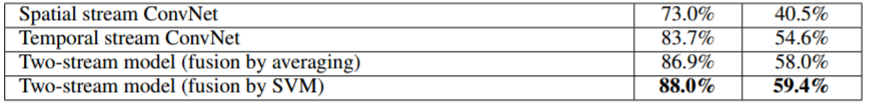 Spatial stream ConvNet 73.0% 40.5%
Temporal stream ConvNet 83.7% 54.6%
Two-stream model (fusion by averaging) 86.9% 58.0%
Two-stream model (fusion by SVM) 88.0% 59.4%